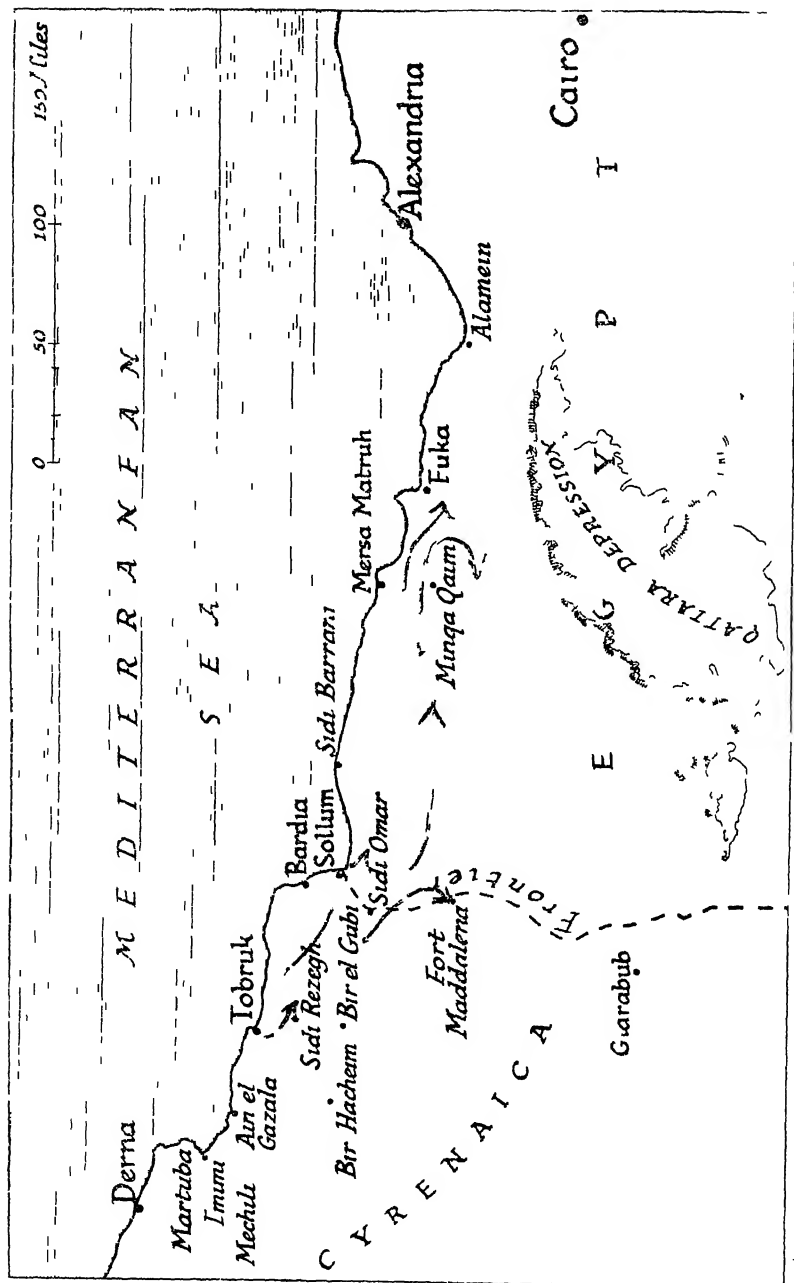 0 50 100 150 Miles
MEDITERRANEAN
SEA
Derna
Martuba
Imimi
Mechili
Ain el
Gazala
Tobruk
Bardia
Sollum
Sidi Barrani
Mersa Matruh
Fuka
Alamein
Alexandria
Cairo
Sidi Rezegh
Bir Hacheim
Bir el Gubi
Sidi Omar
Fort
Maddalena
Frontier
Minqa Qaim
QATTARA DEPRESSION
Giarabub
CYRENAICA
EGYPT